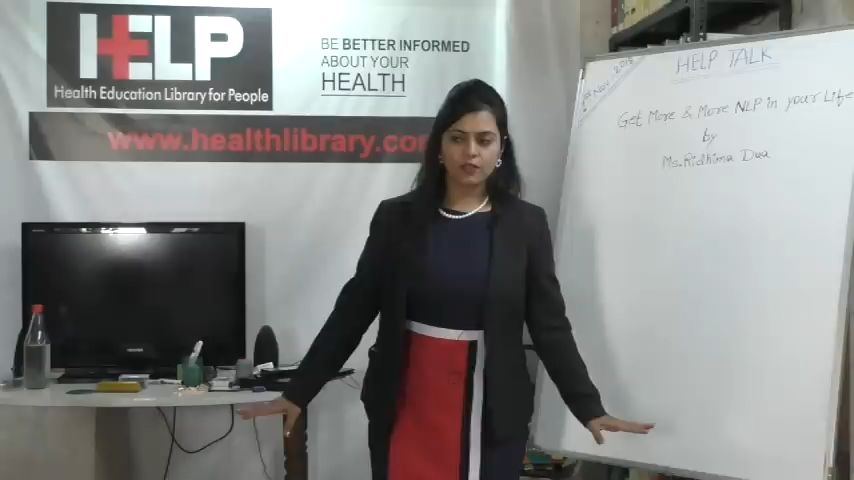 HELP
Health Education Library for People
BE BETTER INFORMED
ABOUT YOUR
HEALTH
www.healthlibrary.co
HELP TALK
Get More & More NLP in your Life
by
Ms. Ridhima Dua